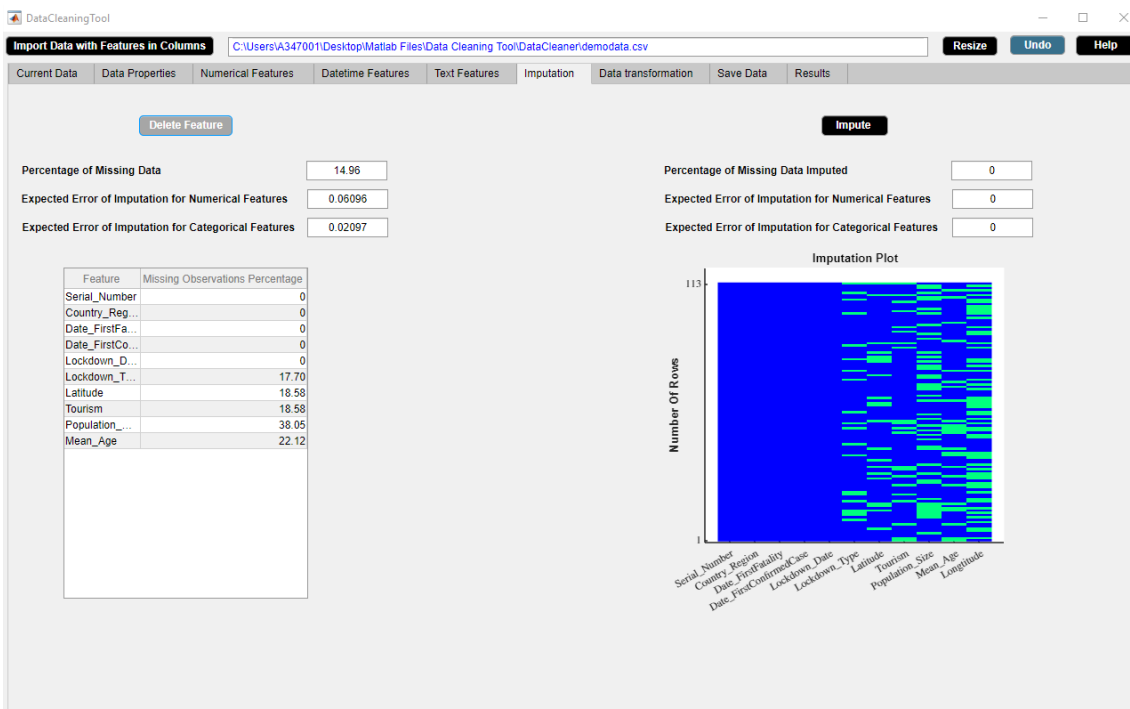 DataCleaningTool
Import Data with Features in Columns
C:\Users\A347001\Desktop\Matlab Files\Data Cleaning Tool\DataCleaner\demodata.csv
Resize
Undo
Help
Current Data
Data Properties
Numerical Features
Datetime Features
Text Features
Imputation
Data transformation
Save Data
Results
Delete Feature
Impute
Percentage of Missing Data 14.96
Expected Error of Imputation for Numerical Features 0.06096
Expected Error of Imputation for Categorical Features 0.02097
Percentage of Missing Data Imputed 0
Expected Error of Imputation for Numerical Features 0
Expected Error of Imputation for Categorical Features 0
Feature Missing Observations Percentage
Serial_Number 0
Country_Reg... 0
Date_FirstFa... 0
Date_FirstCo... 0
Lockdown_D... 0
Lockdown_T... 17.70
Latitude 18.58
Tourism 18.58
Population_... 38.05
Mean_Age 22.12
Imputation Plot
113
Number Of Rows
1
Serial_Number
Country_Region
Date_FirstFatality
Date_FirstConfirmedCase
Lockdown_Date
Lockdown_Type
Latitude
Tourism
Population_Size
Mean_Age
Longtitude